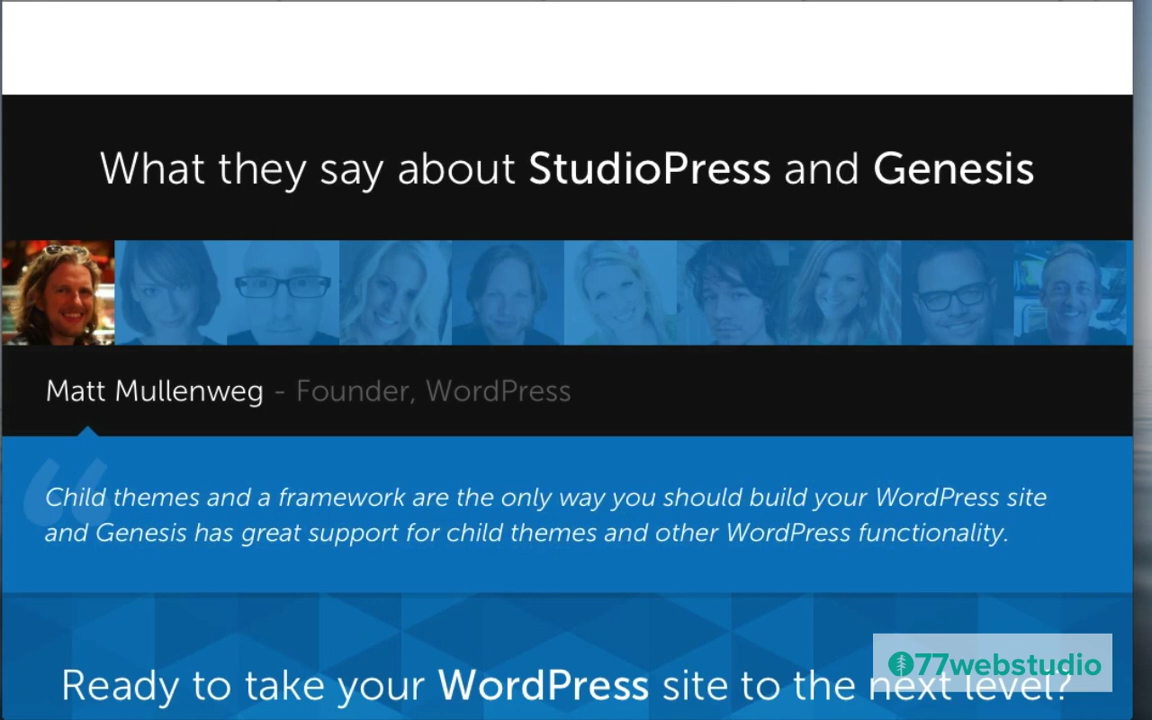 What they say about StudioPress and Genesis
Matt Mullenweg - Founder, WordPress
“
Child themes and a framework are the only way you should build your WordPress site
and Genesis has great support for child themes and other WordPress functionality.
77webstudio
Ready to take your WordPress site to the next level?